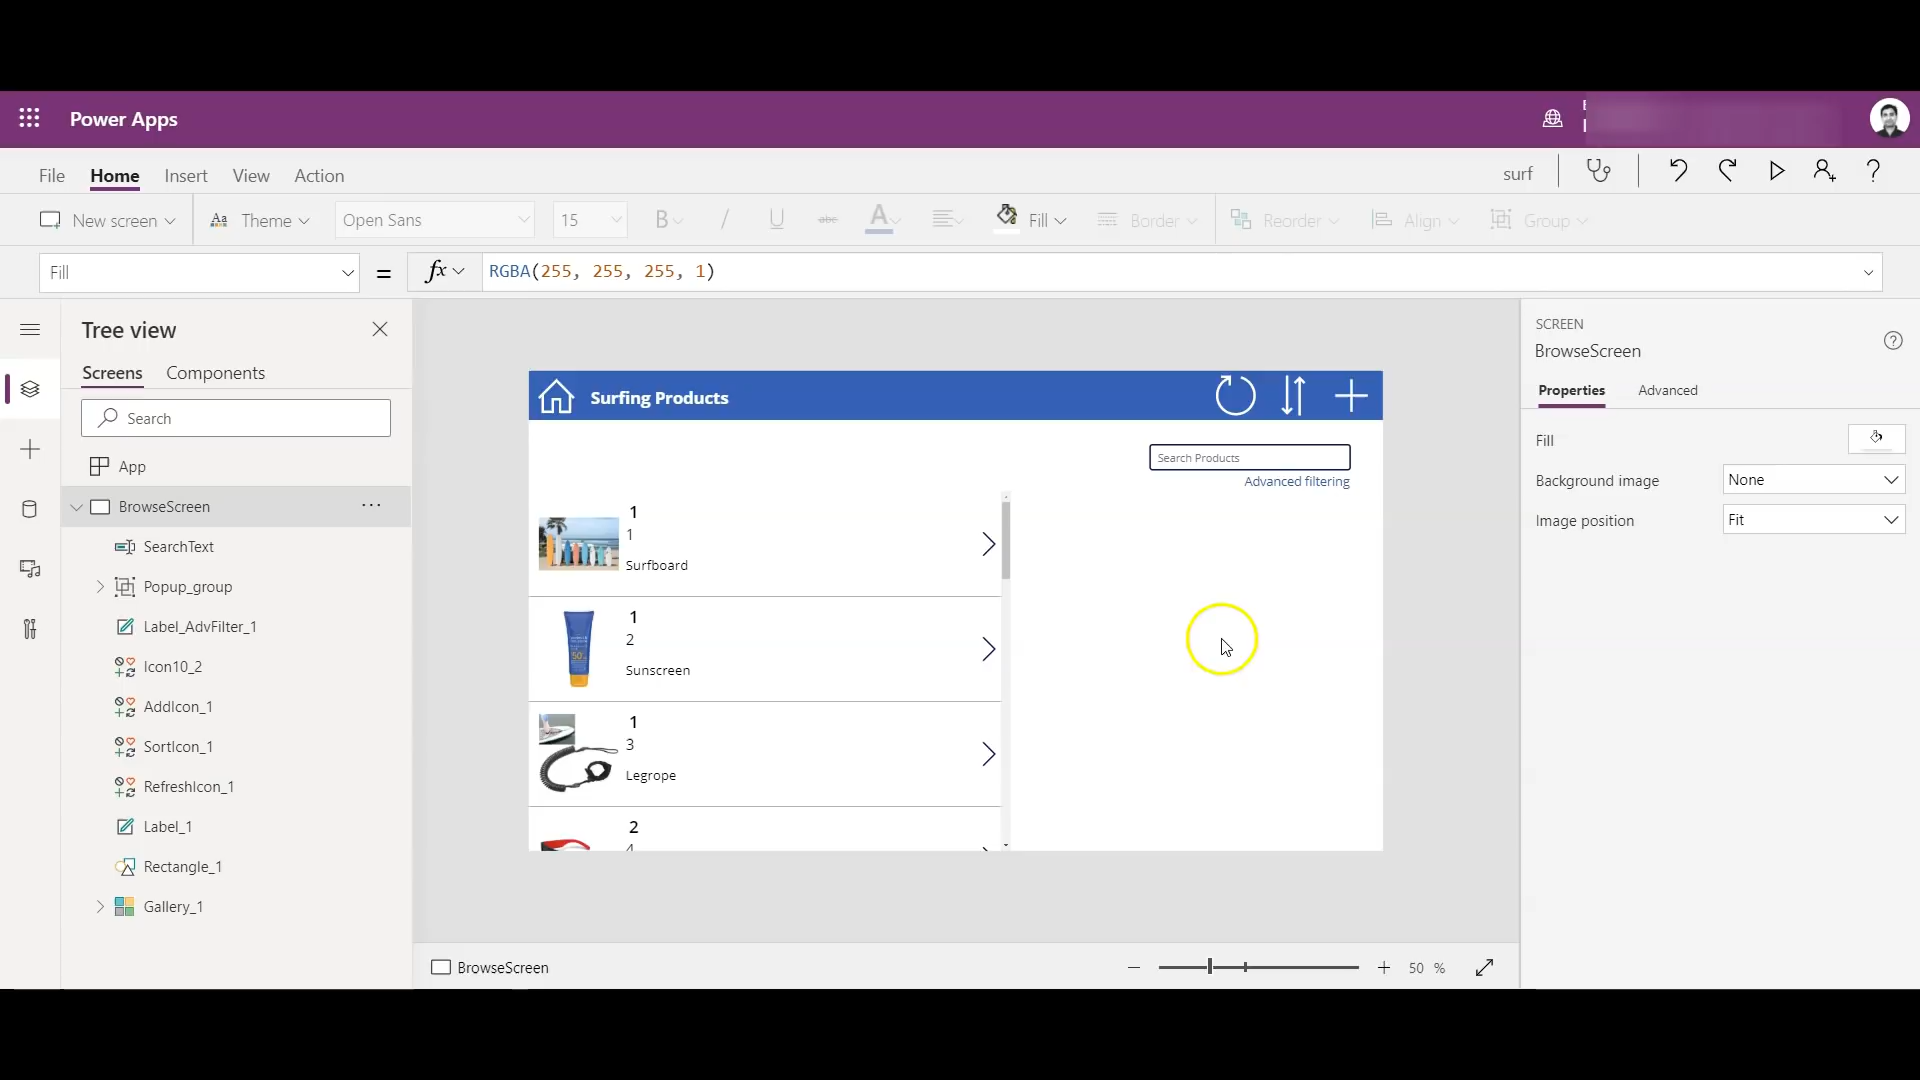 Power Apps
File Home Insert View Action surf
New screen Theme Open Sans 15 B / U abc A Fill Border Reorder Align Group
Fill = fx RGBA(255, 255, 255, 1)
Tree view
Screens Components
Search
App
BrowseScreen
SearchText
Popup_group
Label_AdvFilter_1
Icon10_2
AddIcon_1
SortIcon_1
RefreshIcon_1
Label_1
Rectangle_1
Gallery_1
Surfing Products
Search Products
Advanced filtering
1
1
Surfboard
1
2
Sunscreen
1
3
Legrope
2
4
BrowseScreen
50 %
SCREEN
BrowseScreen
Properties Advanced
Fill
Background image None
Image position Fit